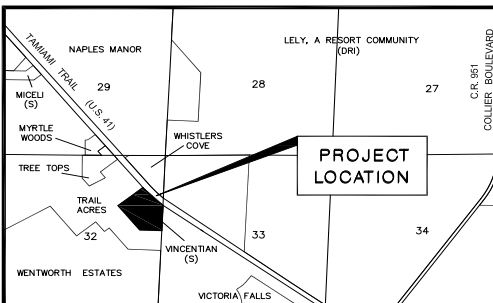 NAPLES MANOR
LELY, A RESORT COMMUNITY
(DRI)
TAMIAMI TRAIL
(U.S. 41)
29
28
27
C.R. 951
COLLIER BOULEVARD
MICELI
(S)
MYRTLE
WOODS
WHISTLERS
COVE
PROJECT
LOCATION
TREE TOPS
TRAIL
ACRES
32
33
34
VINCENTIAN
(S)
WENTWORTH ESTATES
VICTORIA FALLS